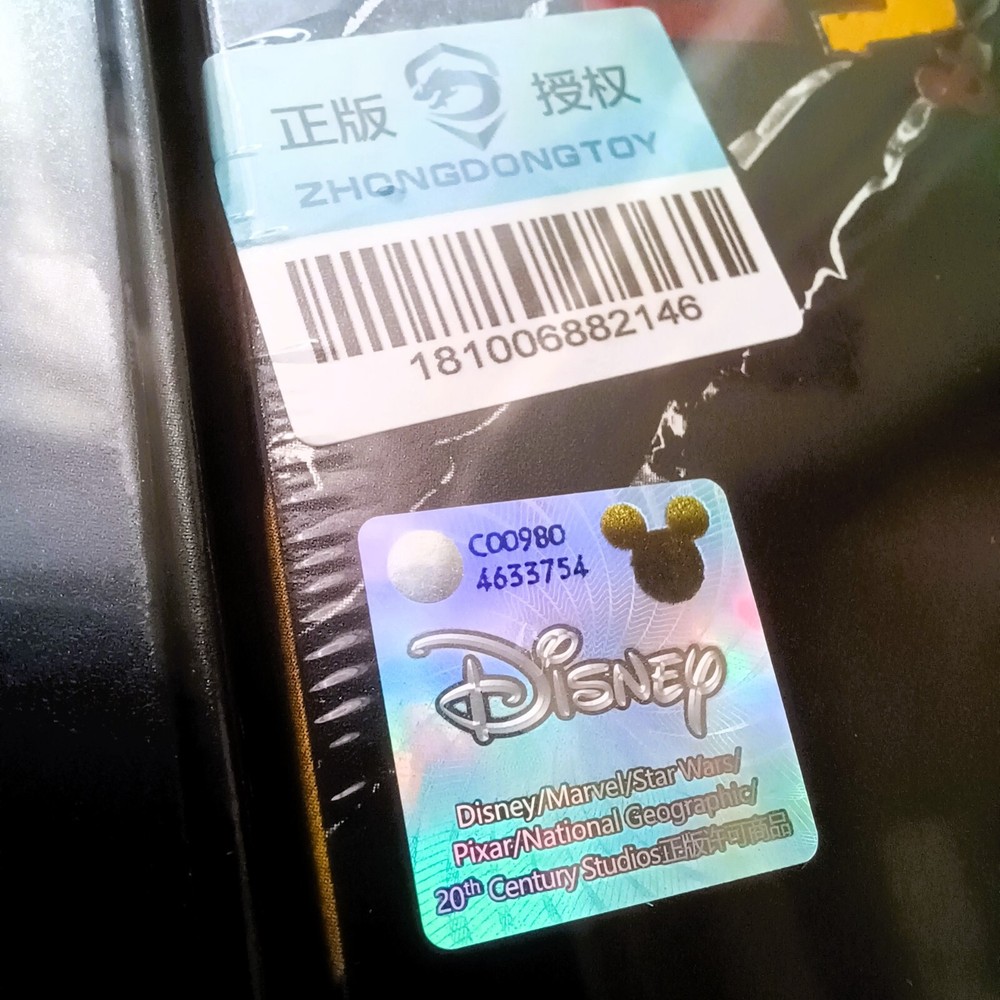 正版 授权
ZHONGDONGTOY
181006882146
C00980
4633754
Disney
Disney/Marvel/Star Wars/
Pixar/National Geographic/
20th Century Studios正版许可商品